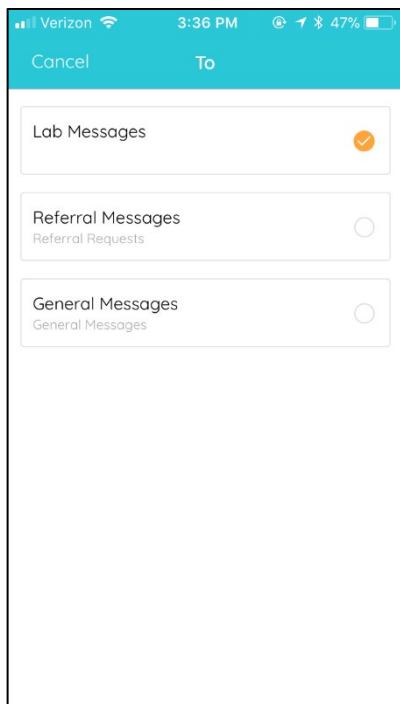 Verizon 3:36 PM 47%
Cancel To
Lab Messages
Referral Messages
Referral Requests
General Messages
General Messages